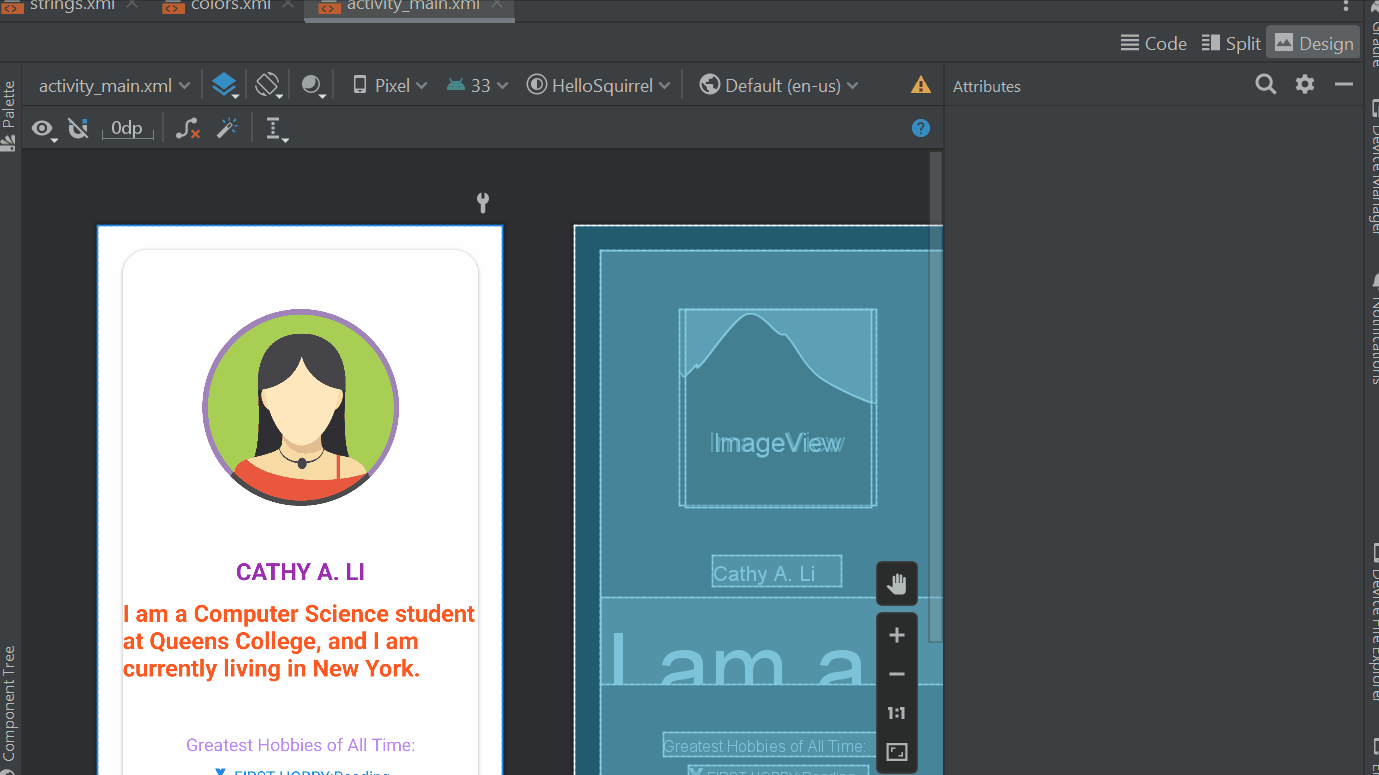 strings.xml
colors.xml
activity_main.xml
Code
Split
Design
activity_main.xml
Pixel
33
HelloSquirrel
Default (en-us)
Attributes
0dp
Palette
Component Tree
Gradle
Device Manager
Notifications
Device File Explorer
CATHY A. LI
I am a Computer Science student
at Queens College, and I am
currently living in New York.
Greatest Hobbies of All Time:
FIRST HOBBY:Reading
ImageView
Cathy A. Li
I am a
Greatest Hobbies of All Time:
FIRST HOBBY:Reading
1:1